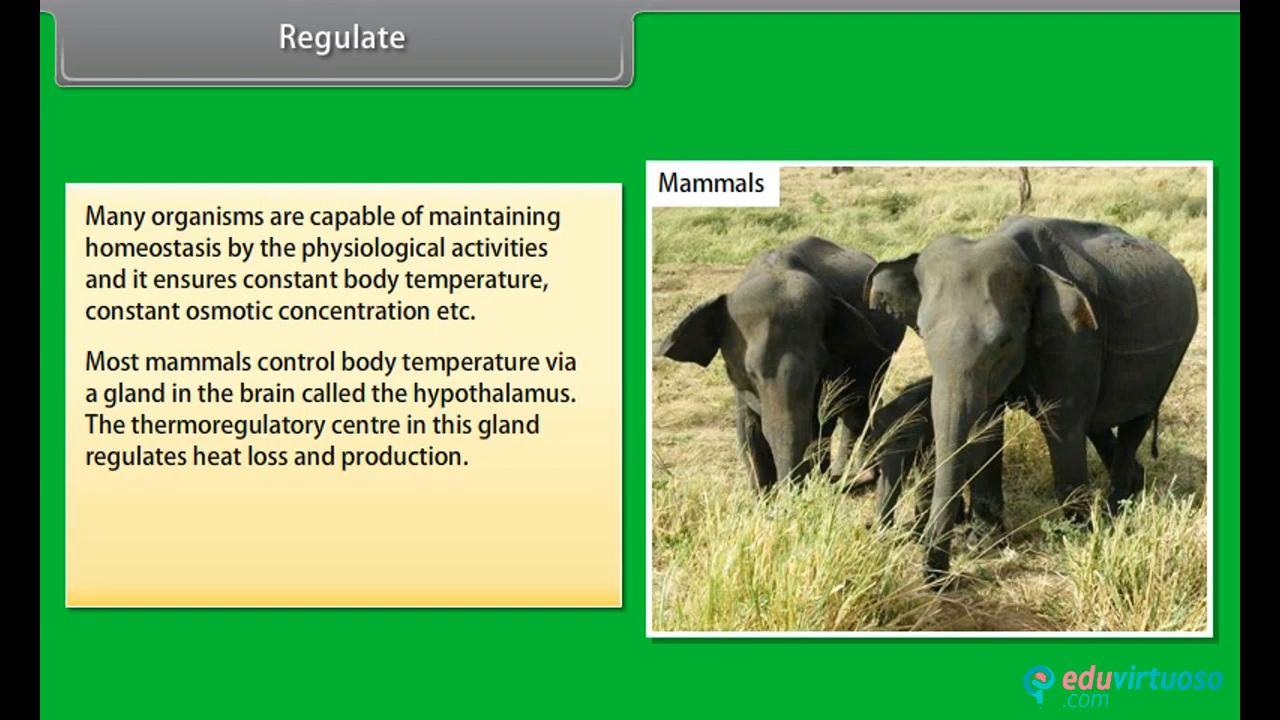 Regulate
Mammals
Many organisms are capable of maintaining
homeostasis by the physiological activities
and it ensures constant body temperature,
constant osmotic concentration etc.
Most mammals control body temperature via
a gland in the brain called the hypothalamus.
The thermoregulatory centre in this gland
regulates heat loss and production.
eduvirtuoso
.com